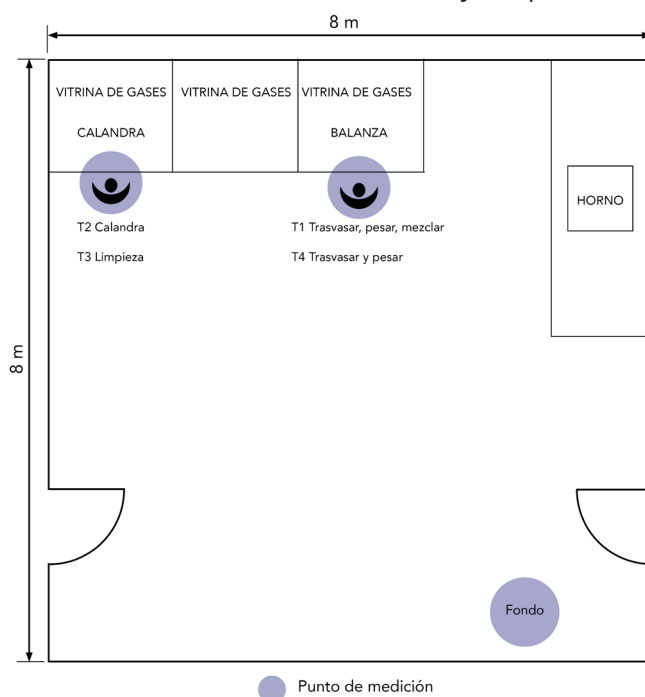 8 m
VITRINA DE GASES
CALANDRA
VITRINA DE GASES
VITRINA DE GASES
BALANZA
HORNO
T2 Calandra
T3 Limpieza
T1 Trasvasar, pesar, mezclar
T4 Trasvasar y pesar
8 m
Fondo
Punto de medición